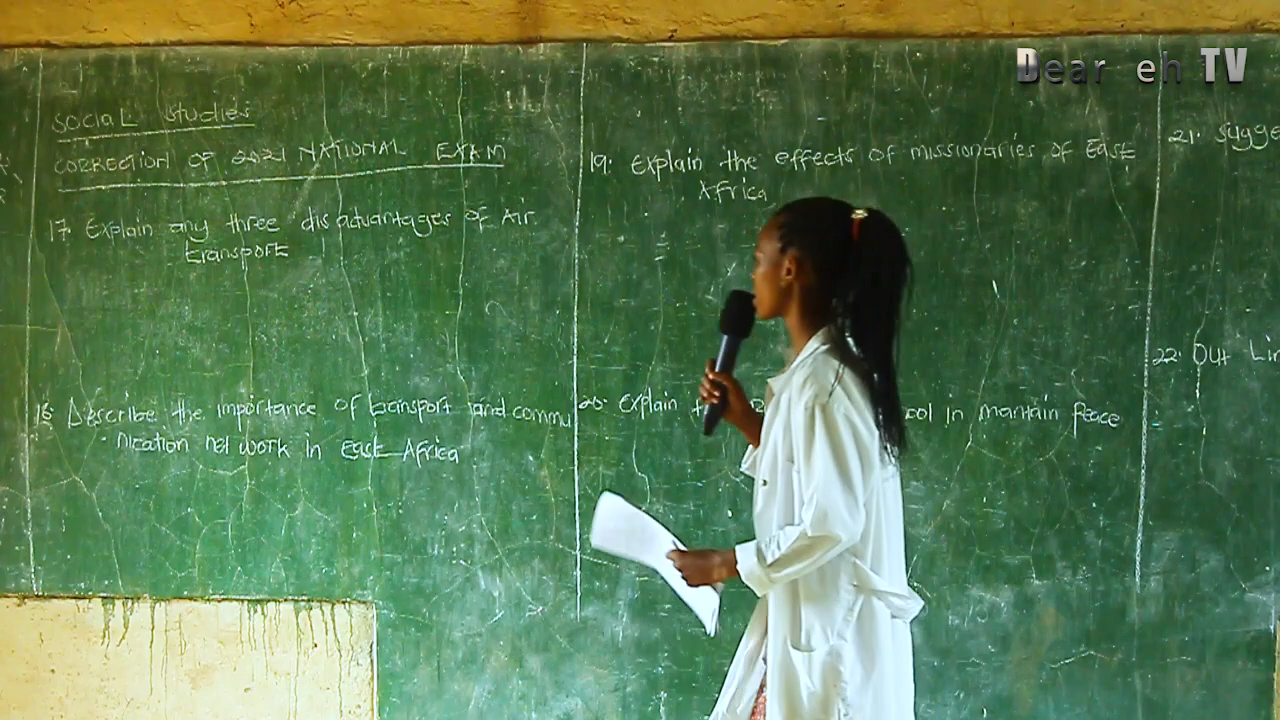 Social Studies
CORRECTION OF 2021 NATIONAL EXAM
17. Explain any three disadvantages of Air
transport
18. Describe the importance of transport and commu
nication net work in East Africa
19. Explain the effects of missionaries of East
Africa
20. Explain
in mantain Peace
21. Sugge
22. Out Lin
Dear eh TV